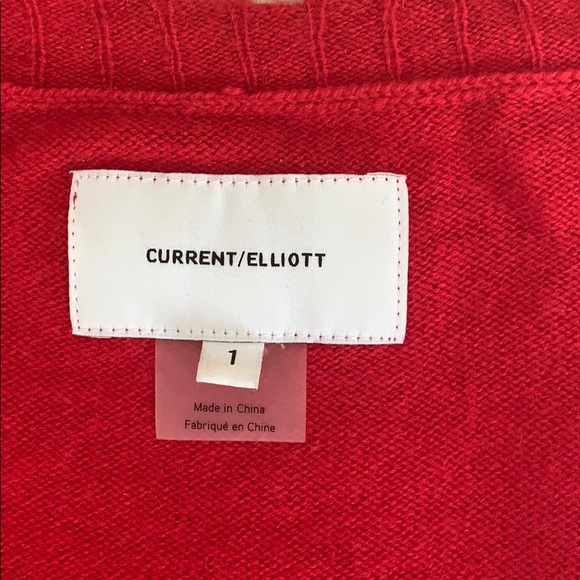 CURRENT/ELLIOTT
1
Made in China
Fabriqué en Chine